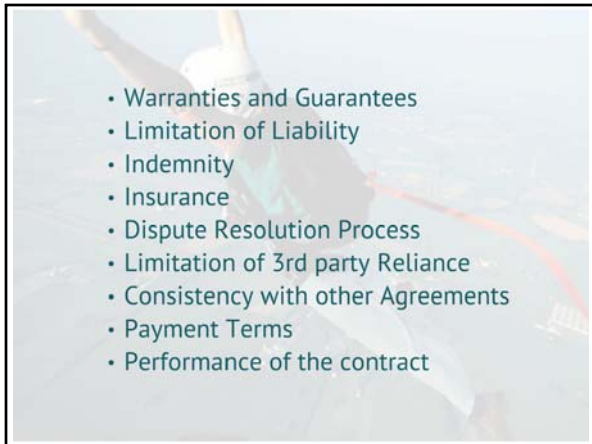 • Warranties and Guarantees
• Limitation of Liability
• Indemnity
• Insurance
• Dispute Resolution Process
• Limitation of 3rd party Reliance
• Consistency with other Agreements
• Payment Terms
• Performance of the contract